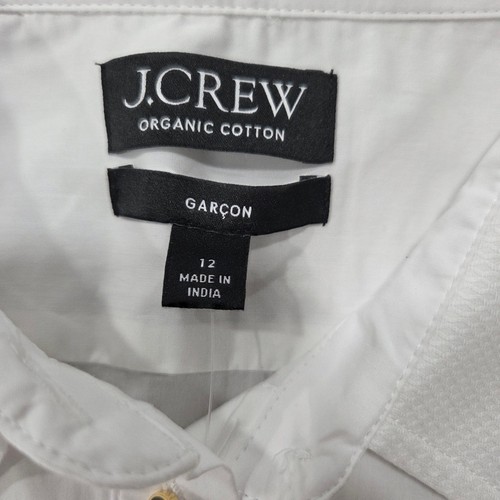 J.CREW
ORGANIC COTTON
GARÇON
12
MADE IN
INDIA